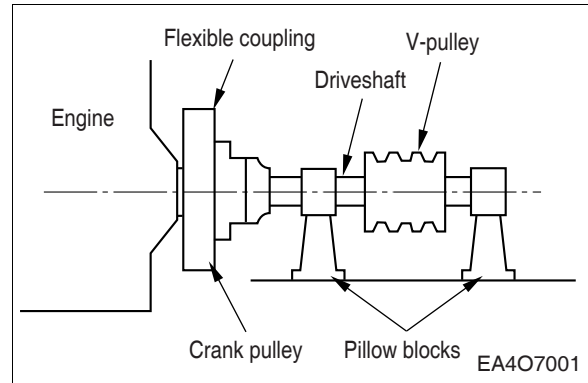 Flexible coupling
V-pulley
Driveshaft
Engine
Crank pulley
Pillow blocks
EA4O7001